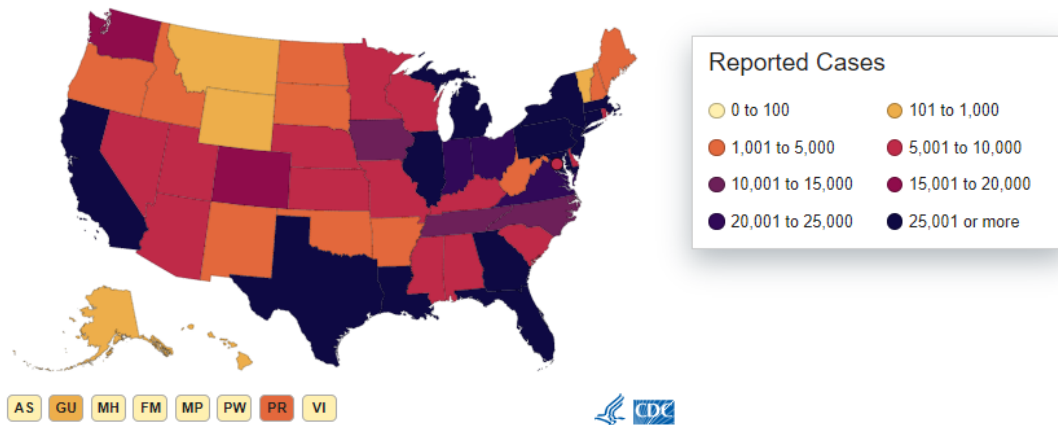 Reported Cases
0 to 100
101 to 1,000
1,001 to 5,000
5,001 to 10,000
10,001 to 15,000
15,001 to 20,000
20,001 to 25,000
25,001 or more
AS GU MH FM MP PW PR VI
CDC